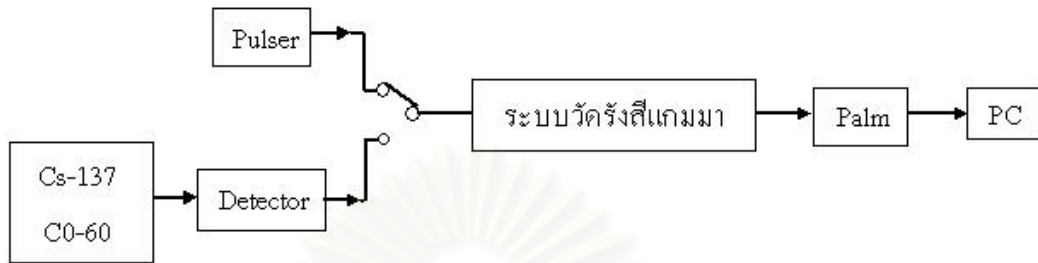 Pulser
ระบบวัดรังสีแกมมา
Palm
PC
Cs-137
C0-60
Detector